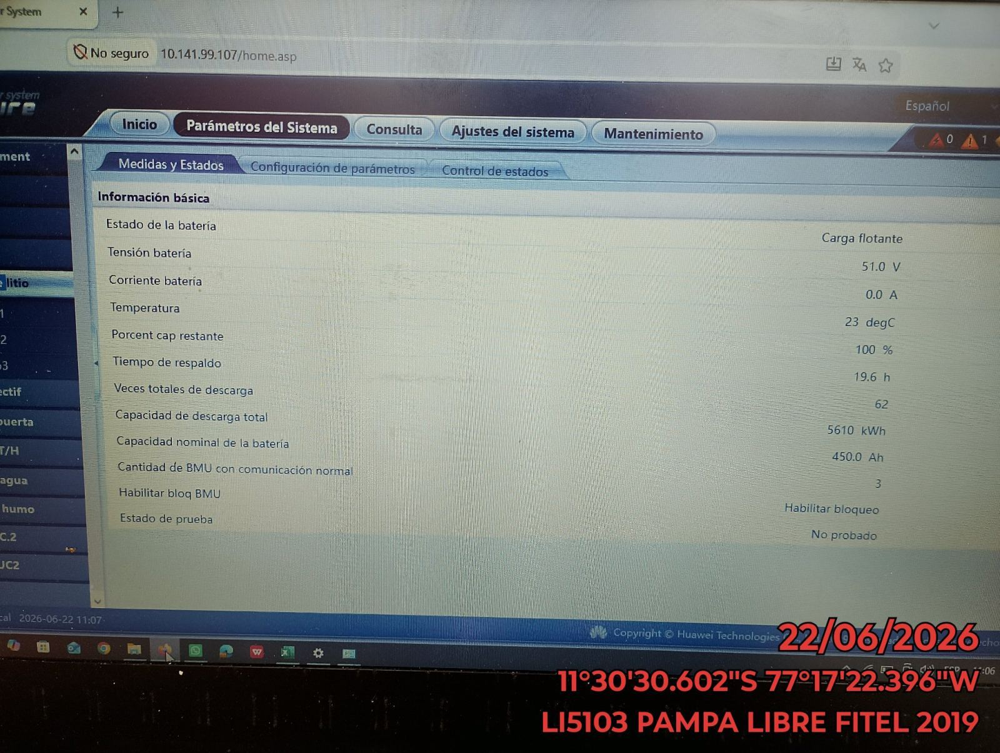 r System
No seguro 10.141.99.107/home.asp
r system
Español
Inicio Parámetros del Sistema Consulta Ajustes del sistema Mantenimiento
0 1
ment
Medidas y Estados Configuración de parámetros Control de estados
Información básica
Estado de la batería Carga flotante
Tensión batería 51.0 V
litio
Corriente batería 0.0 A
1
Temperatura 23 degC
2
Porcent cap restante 100 %
3
Tiempo de respaldo 19.6 h
ectif
Veces totales de descarga 62
puerta
Capacidad de descarga total 5610 kWh
T/H
Capacidad nominal de la batería 450.0 Ah
agua
Cantidad de BMU con comunicación normal 3
humo
Habilitar bloq BMU Habilitar bloqueo
C.2
Estado de prueba No probado
JC2
cal 2026-06-22 11:07
Copyright © Huawei Technologies
22/06/2026
11°30'30.602"S 77°17'22.396"W
LI5103 PAMPA LIBRE FITEL 2019